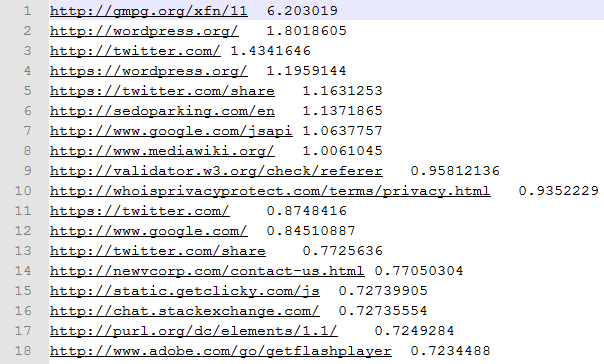 1 http://gmpg.org/xfn/11 6.203019
2 http://wordpress.org/ 1.8018605
3 http://twitter.com/ 1.4341646
4 https://wordpress.org/ 1.1959144
5 https://twitter.com/share 1.1631253
6 http://sedoparking.com/en 1.1371865
7 http://www.google.com/jsapi 1.0637757
8 http://www.mediawiki.org/ 1.0061045
9 http://validator.w3.org/check/referer 0.95812136
10 http://whoisprivacyprotect.com/terms/privacy.html 0.9352229
11 https://twitter.com/ 0.8748416
12 http://www.google.com/ 0.84510887
13 http://twitter.com/share 0.7725636
14 http://newvcorp.com/contact-us.html 0.77050304
15 http://static.getclicky.com/js 0.72739905
16 http://chat.stackexchange.com/ 0.72735554
17 http://purl.org/dc/elements/1.1/ 0.7249284
18 http://www.adobe.com/go/getflashplayer 0.7234488